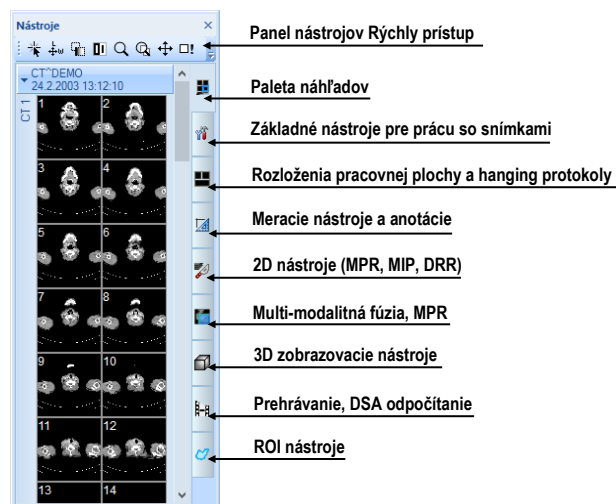 Nástroje
Panel nástrojov Rýchly prístup
CT^DEMO
24.2.2003 13:12:10
Paleta náhľadov
CT 1
1
2
Základné nástroje pre prácu so snímkami
3
4
Rozloženia pracovnej plochy a hanging protokoly
Meracie nástroje a anotácie
5
6
2D nástroje (MPR, MIP, DRR)
7
8
Multi-modalitná fúzia, MPR
3D zobrazovacie nástroje
9
10
Prehrávanie, DSA odpočítanie
11
12
ROI nástroje
13
14